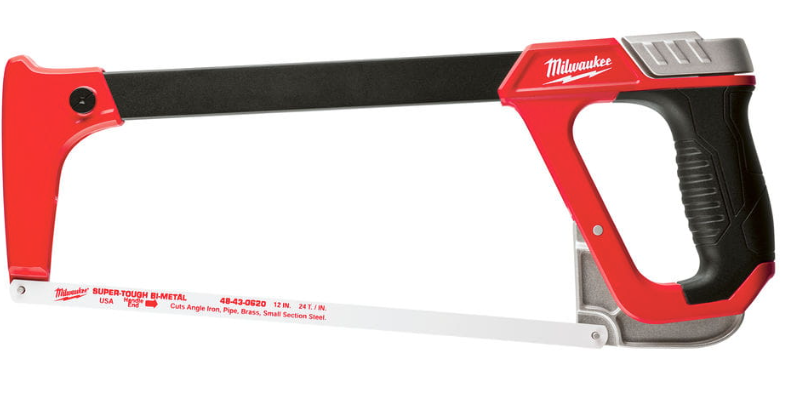 Milwaukee
Milwaukee SUPER-TOUGH BI-METAL 48-43-0620 12 IN. 24 T. / IN.
USA Handle End Cuts Angle Iron, Pipe, Brass, Small Section Steel.